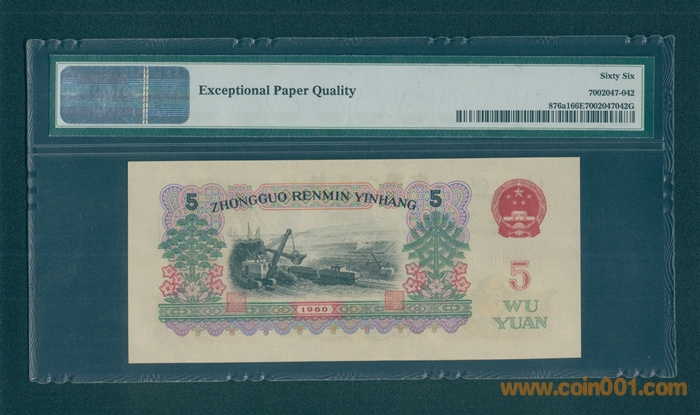 Sixty Six
Exceptional Paper Quality
7002047-042
876a166E7002047042G
5 ZHONGGUO RENMIN YINHANG 5
5
WU
YUAN
1960
www.coin001.com